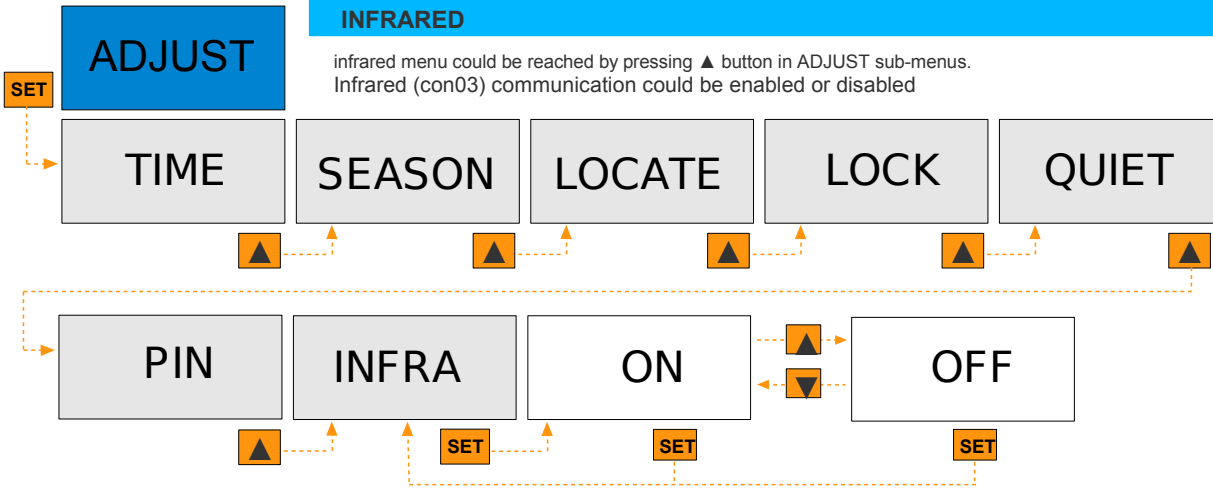 INFRARED
ADJUST
infrared menu could be reached by pressing ▲ button in ADJUST sub-menus.
Infrared (con03) communication could be enabled or disabled
SET
TIME
SEASON
LOCATE
LOCK
QUIET
▲
▲
▲
▲
▲
PIN
INFRA
ON
▲
▼
OFF
▲
SET
SET
SET